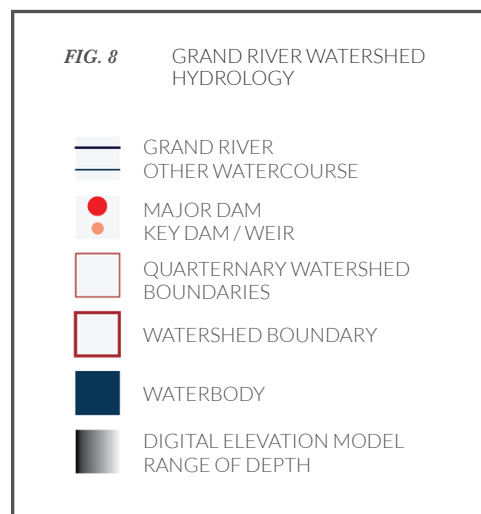 FIG. 8 GRAND RIVER WATERSHED
HYDROLOGY
GRAND RIVER
OTHER WATERCOURSE
MAJOR DAM
KEY DAM / WEIR
QUARTERNARY WATERSHED
BOUNDARIES
WATERSHED BOUNDARY
WATERBODY
DIGITAL ELEVATION MODEL
RANGE OF DEPTH